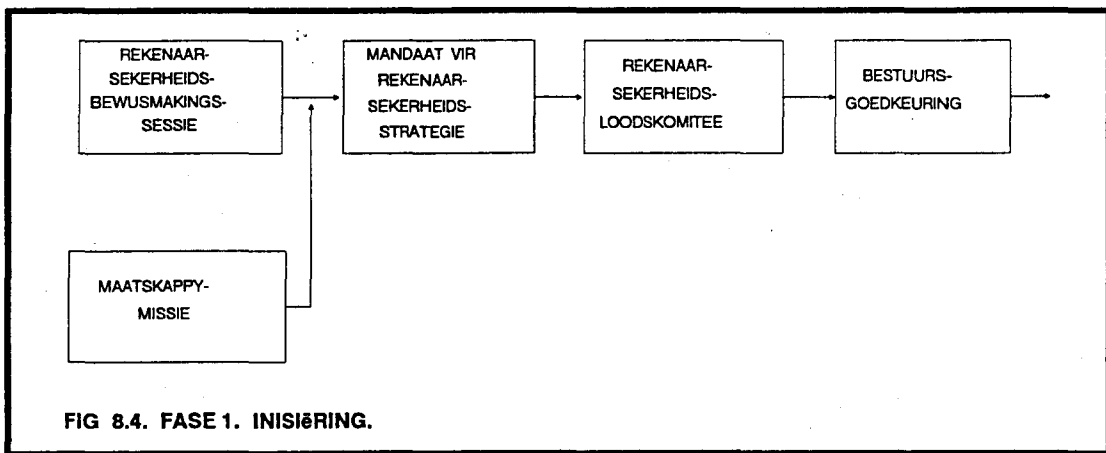 REKENAAR-
SEKERHEIDS-
BEWUSMAKINGS-
SESSIE
MANDAAT VIR
REKENAAR-
SEKERHEIDS-
STRATEGIE
REKENAAR-
SEKERHEIDS-
LOODSKOMITEE
BESTUURS-
GOEDKEURING
MAATSKAPPY-
MISSIE
FIG 8.4. FASE 1. INISIëRING.